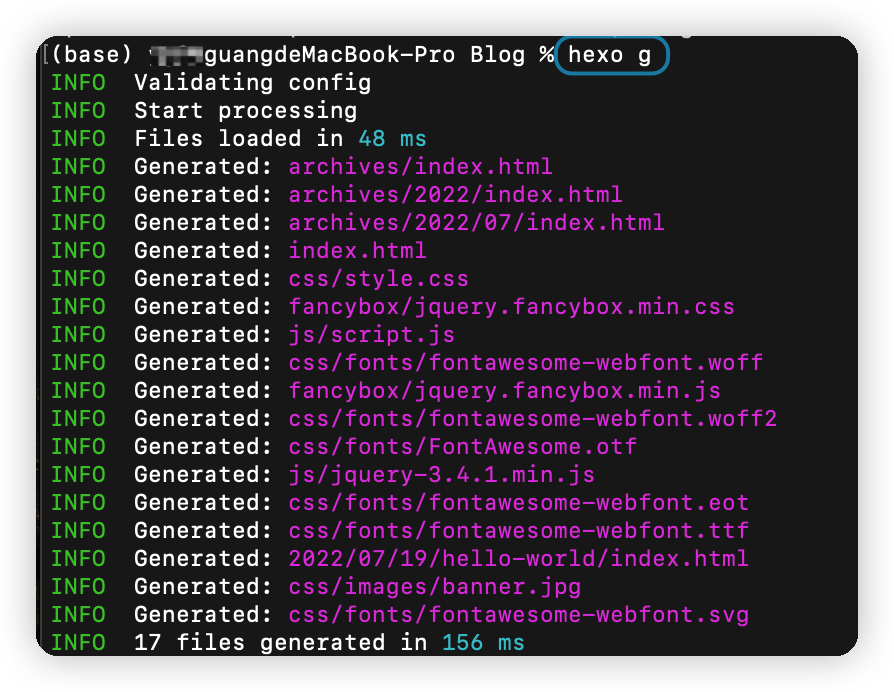 [(base) guangdeMacBook-Pro Blog % hexo g
INFO  Validating config
INFO  Start processing
INFO  Files loaded in 48 ms
INFO  Generated: archives/index.html
INFO  Generated: archives/2022/index.html
INFO  Generated: archives/2022/07/index.html
INFO  Generated: index.html
INFO  Generated: css/style.css
INFO  Generated: fancybox/jquery.fancybox.min.css
INFO  Generated: js/script.js
INFO  Generated: css/fonts/fontawesome-webfont.woff
INFO  Generated: fancybox/jquery.fancybox.min.js
INFO  Generated: css/fonts/fontawesome-webfont.woff2
INFO  Generated: css/fonts/FontAwesome.otf
INFO  Generated: js/jquery-3.4.1.min.js
INFO  Generated: css/fonts/fontawesome-webfont.eot
INFO  Generated: css/fonts/fontawesome-webfont.ttf
INFO  Generated: 2022/07/19/hello-world/index.html
INFO  Generated: css/images/banner.jpg
INFO  Generated: css/fonts/fontawesome-webfont.svg
INFO  17 files generated in 156 ms